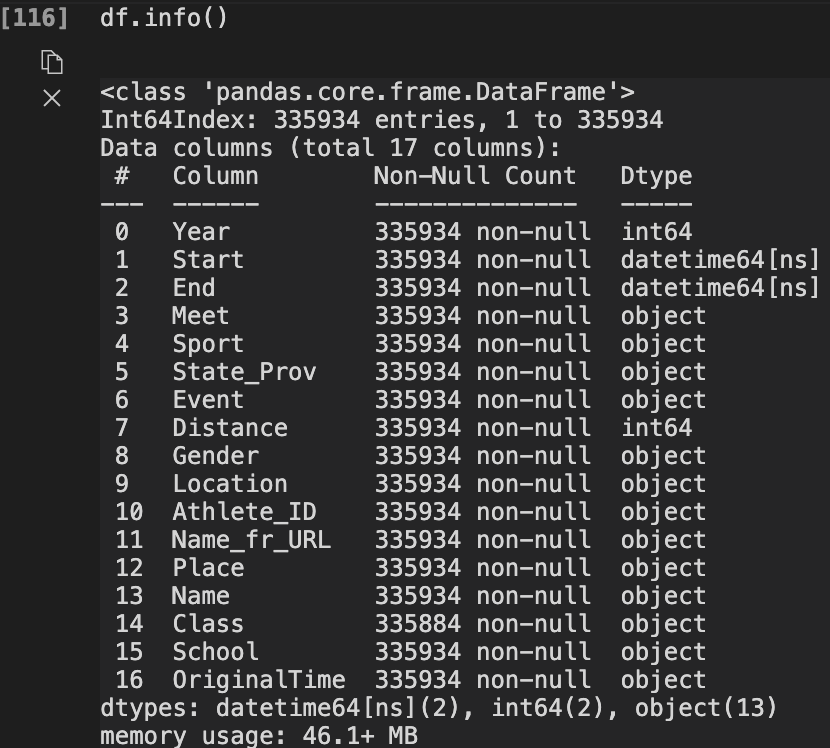 [116] df.info()
<class 'pandas.core.frame.DataFrame'>
Int64Index: 335934 entries, 1 to 335934
Data columns (total 17 columns):
 #   Column        Non-Null Count   Dtype
---  ------        --------------   -----
 0   Year          335934 non-null  int64
 1   Start         335934 non-null  datetime64[ns]
 2   End           335934 non-null  datetime64[ns]
 3   Meet          335934 non-null  object
 4   Sport         335934 non-null  object
 5   State_Prov    335934 non-null  object
 6   Event         335934 non-null  object
 7   Distance      335934 non-null  int64
 8   Gender        335934 non-null  object
 9   Location      335934 non-null  object
 10  Athlete_ID    335934 non-null  object
 11  Name_fr_URL   335934 non-null  object
 12  Place         335934 non-null  object
 13  Name          335934 non-null  object
 14  Class         335884 non-null  object
 15  School        335934 non-null  object
 16  OriginalTime  335934 non-null  object
dtypes: datetime64[ns](2), int64(2), object(13)
memory usage: 46.1+ MB